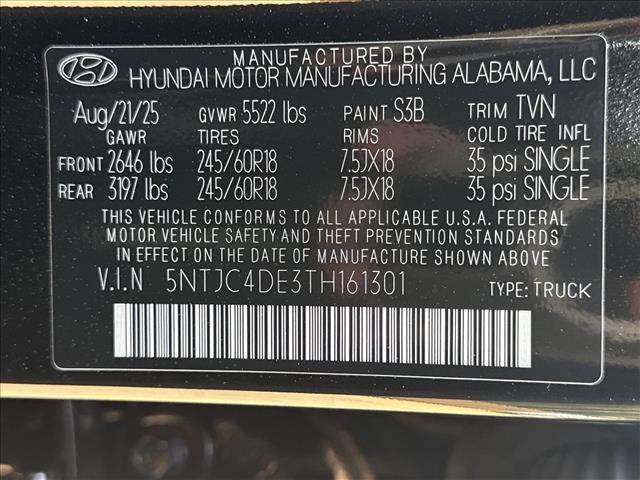 MANUFACTURED BY
HYUNDAI MOTOR MANUFACTURING ALABAMA, LLC
Aug/21/25 GVWR 5522 lbs PAINT S3B TRIM TVN
GAWR TIRES RIMS COLD TIRE INFL
FRONT 2646 lbs 245/60R18 7.5JX18 35 psi SINGLE
REAR 3197 lbs 245/60R18 7.5JX18 35 psi SINGLE
THIS VEHICLE CONFORMS TO ALL APPLICABLE U.S.A. FEDERAL
MOTOR VEHICLE SAFETY AND THEFT PREVENTION STANDARDS
IN EFFECT ON THE DATE OF MANUFACTURE SHOWN ABOVE.
V.I.N 5NTJC4DE3TH161301 TYPE: TRUCK